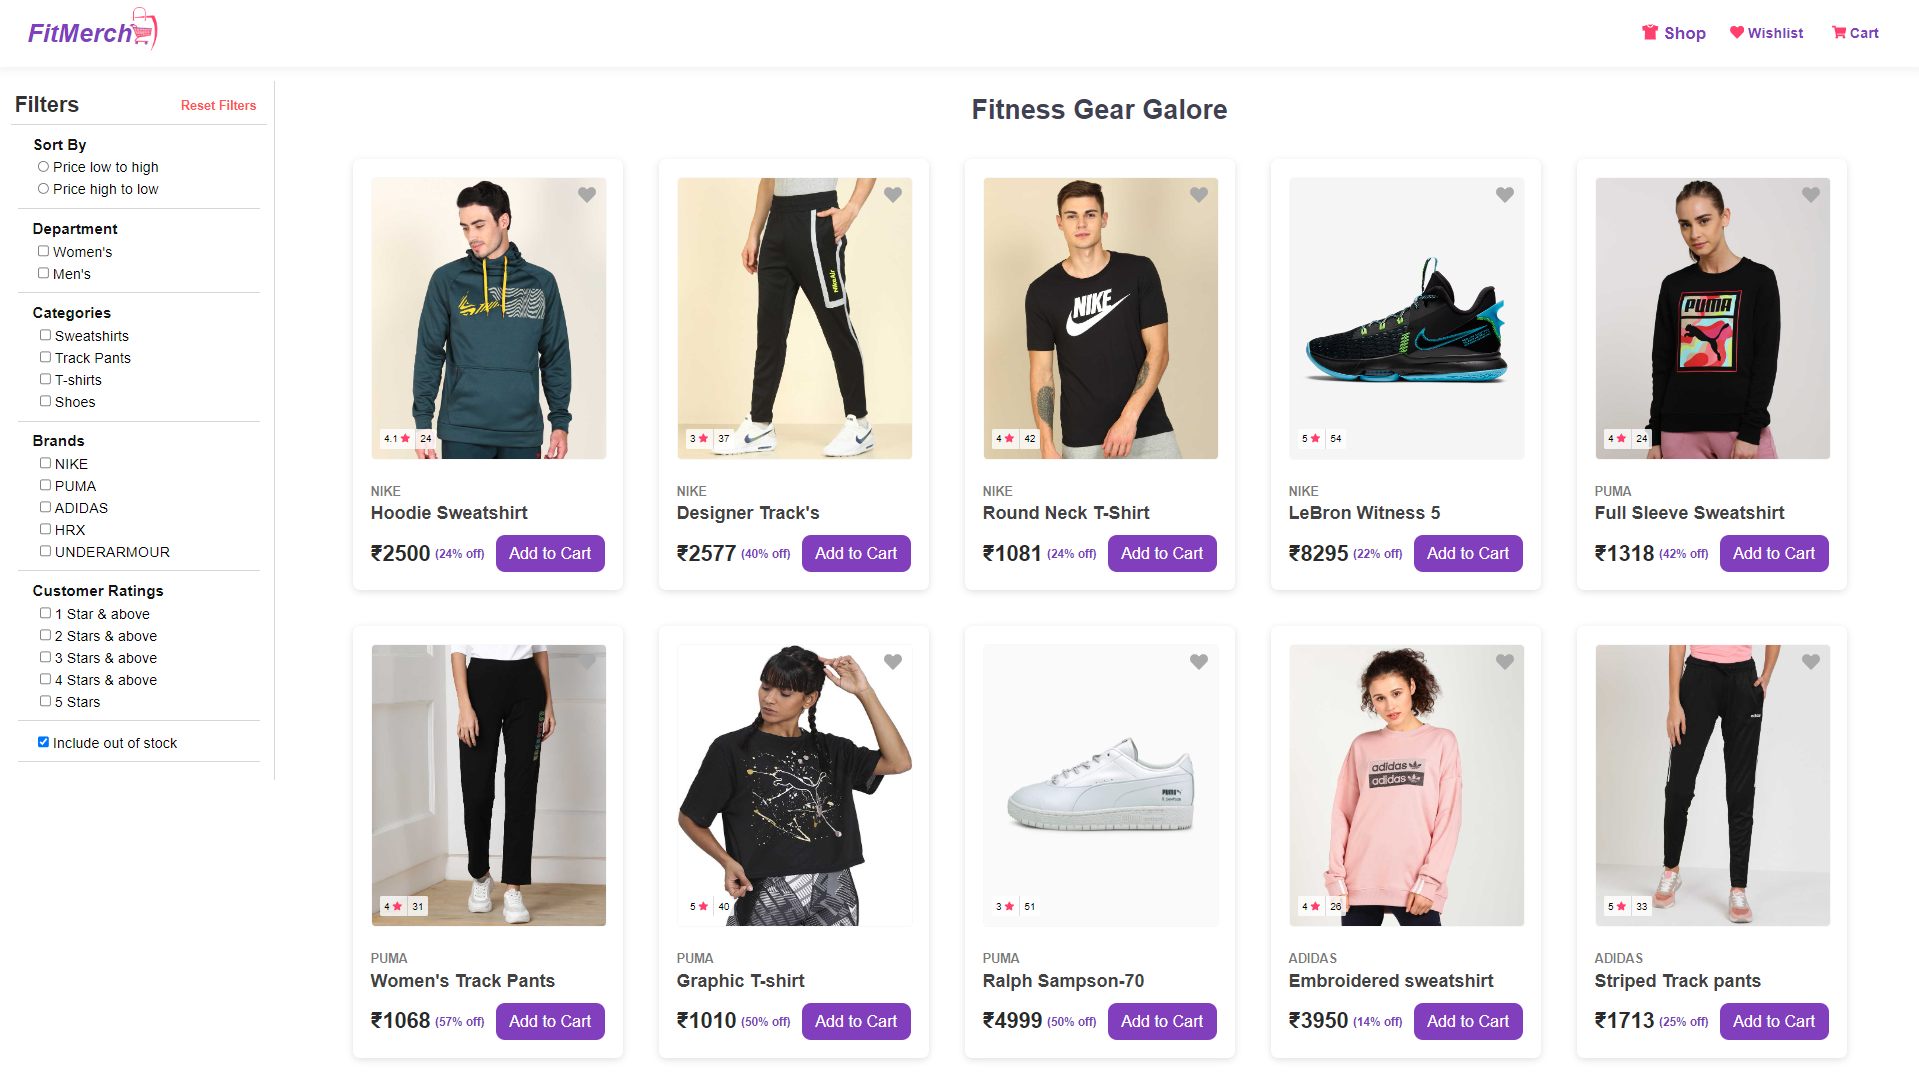 FitMerch
Shop
Wishlist
Cart
Filters
Reset Filters
Sort By
Price low to high
Price high to low
Department
Women's
Men's
Categories
Sweatshirts
Track Pants
T-shirts
Shoes
Brands
NIKE
PUMA
ADIDAS
HRX
UNDERARMOUR
Customer Ratings
1 Star & above
2 Stars & above
3 Stars & above
4 Stars & above
5 Stars
Include out of stock
Fitness Gear Galore
4.1 24
NIKE
Hoodie Sweatshirt
₹2500 (24% off) Add to Cart
NikeAir
3 37
NIKE
Designer Track's
₹2577 (40% off) Add to Cart
NIKE
4 42
NIKE
Round Neck T-Shirt
₹1081 (24% off) Add to Cart
5 54
NIKE
LeBron Witness 5
₹8295 (22% off) Add to Cart
PUMA
4 24
PUMA
Full Sleeve Sweatshirt
₹1318 (42% off) Add to Cart
4 31
PUMA
Women's Track Pants
₹1068 (57% off) Add to Cart
5 40
PUMA
Graphic T-shirt
₹1010 (50% off) Add to Cart
PUMA
3 51
PUMA
Ralph Sampson-70
₹4999 (50% off) Add to Cart
adidas
adidas
4 26
ADIDAS
Embroidered sweatshirt
₹3950 (14% off) Add to Cart
adidas
5 33
ADIDAS
Striped Track pants
₹1713 (25% off) Add to Cart